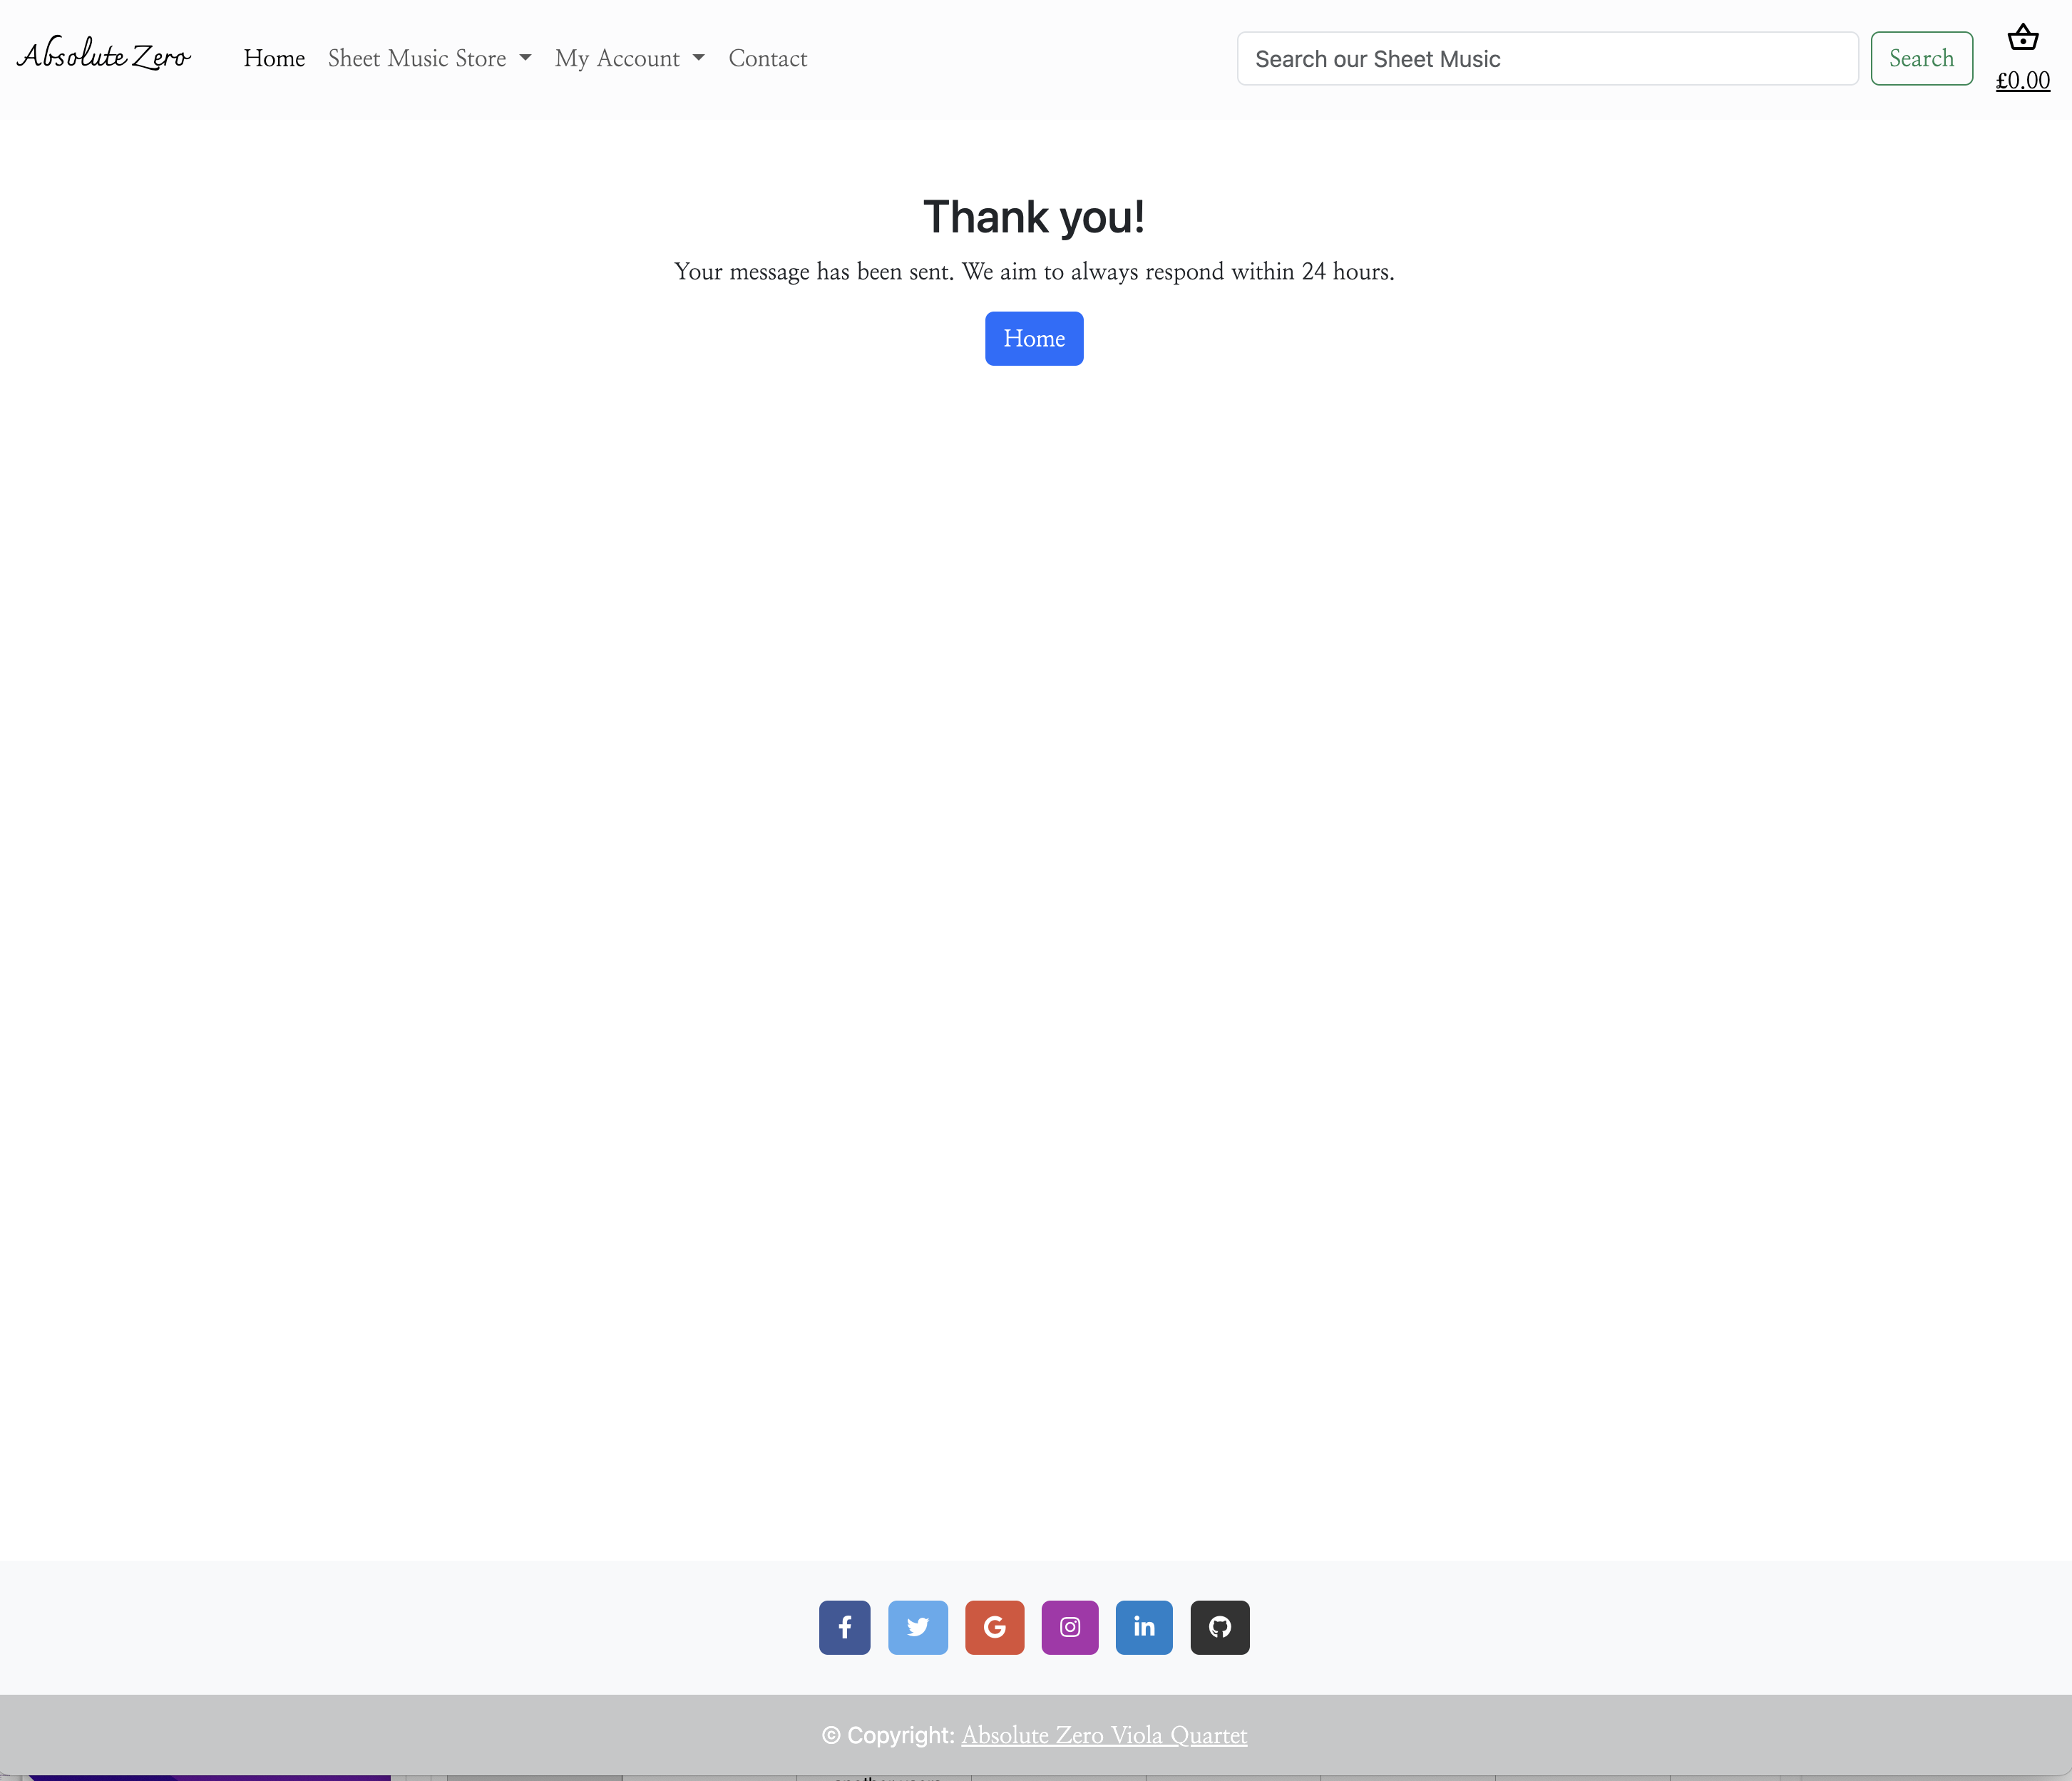 Absolute Zero
Home Sheet Music Store My Account Contact
Search our Sheet Music
Search
£0.00
Thank you!
Your message has been sent. We aim to always respond within 24 hours.
Home
© Copyright: Absolute Zero Viola Quartet